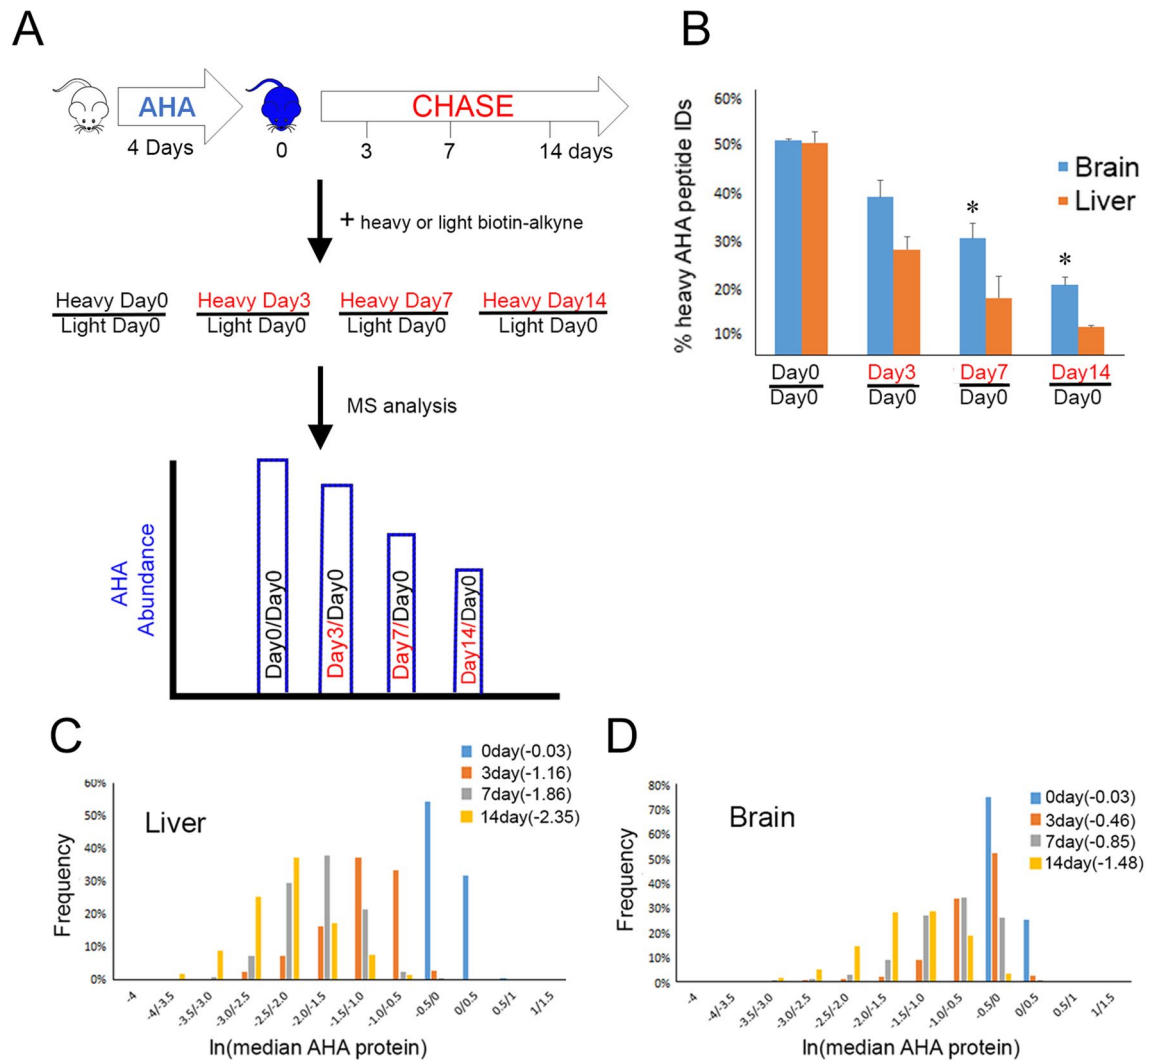 A
AHA
4 Days
0
CHASE
3
7
14 days
+ heavy or light biotin-alkyne
Heavy Day0
Light Day0
Heavy Day3
Light Day0
Heavy Day7
Light Day0
Heavy Day14
Light Day0
MS analysis
AHA
Abundance
Day0/Day0
Day3/Day0
Day7/Day0
Day14/Day0
B
% heavy AHA peptide IDs
60%
50%
40%
30%
20%
10%
Brain
Liver
*
*
Day0
Day0
Day3
Day0
Day7
Day0
Day14
Day0
C
Liver
0day(-0.03)
3day(-1.16)
7day(-1.86)
14day(-2.35)
Frequency
60%
50%
40%
30%
20%
10%
0%
-4
-4/-3.5
-3.5/-3.0
-3.0/-2.5
-2.5/-2.0
-2.0/-1.5
-1.5/-1.0
-1.0/-0.5
-0.5/0
0/0.5
0.5/1
1/1.5
ln(median AHA protein)
D
Brain
0day(-0.03)
3day(-0.46)
7day(-0.85)
14day(-1.48)
Frequency
80%
70%
60%
50%
40%
30%
20%
10%
0%
-4
-4/-3.5
-3.5/-3.0
-3.0/-2.5
-2.5/-2.0
-2.0/-1.5
-1.5/-1.0
-1.0/-0.5
-0.5/0
0/0.5
0.5/1
1/1.5
ln(median AHA protein)